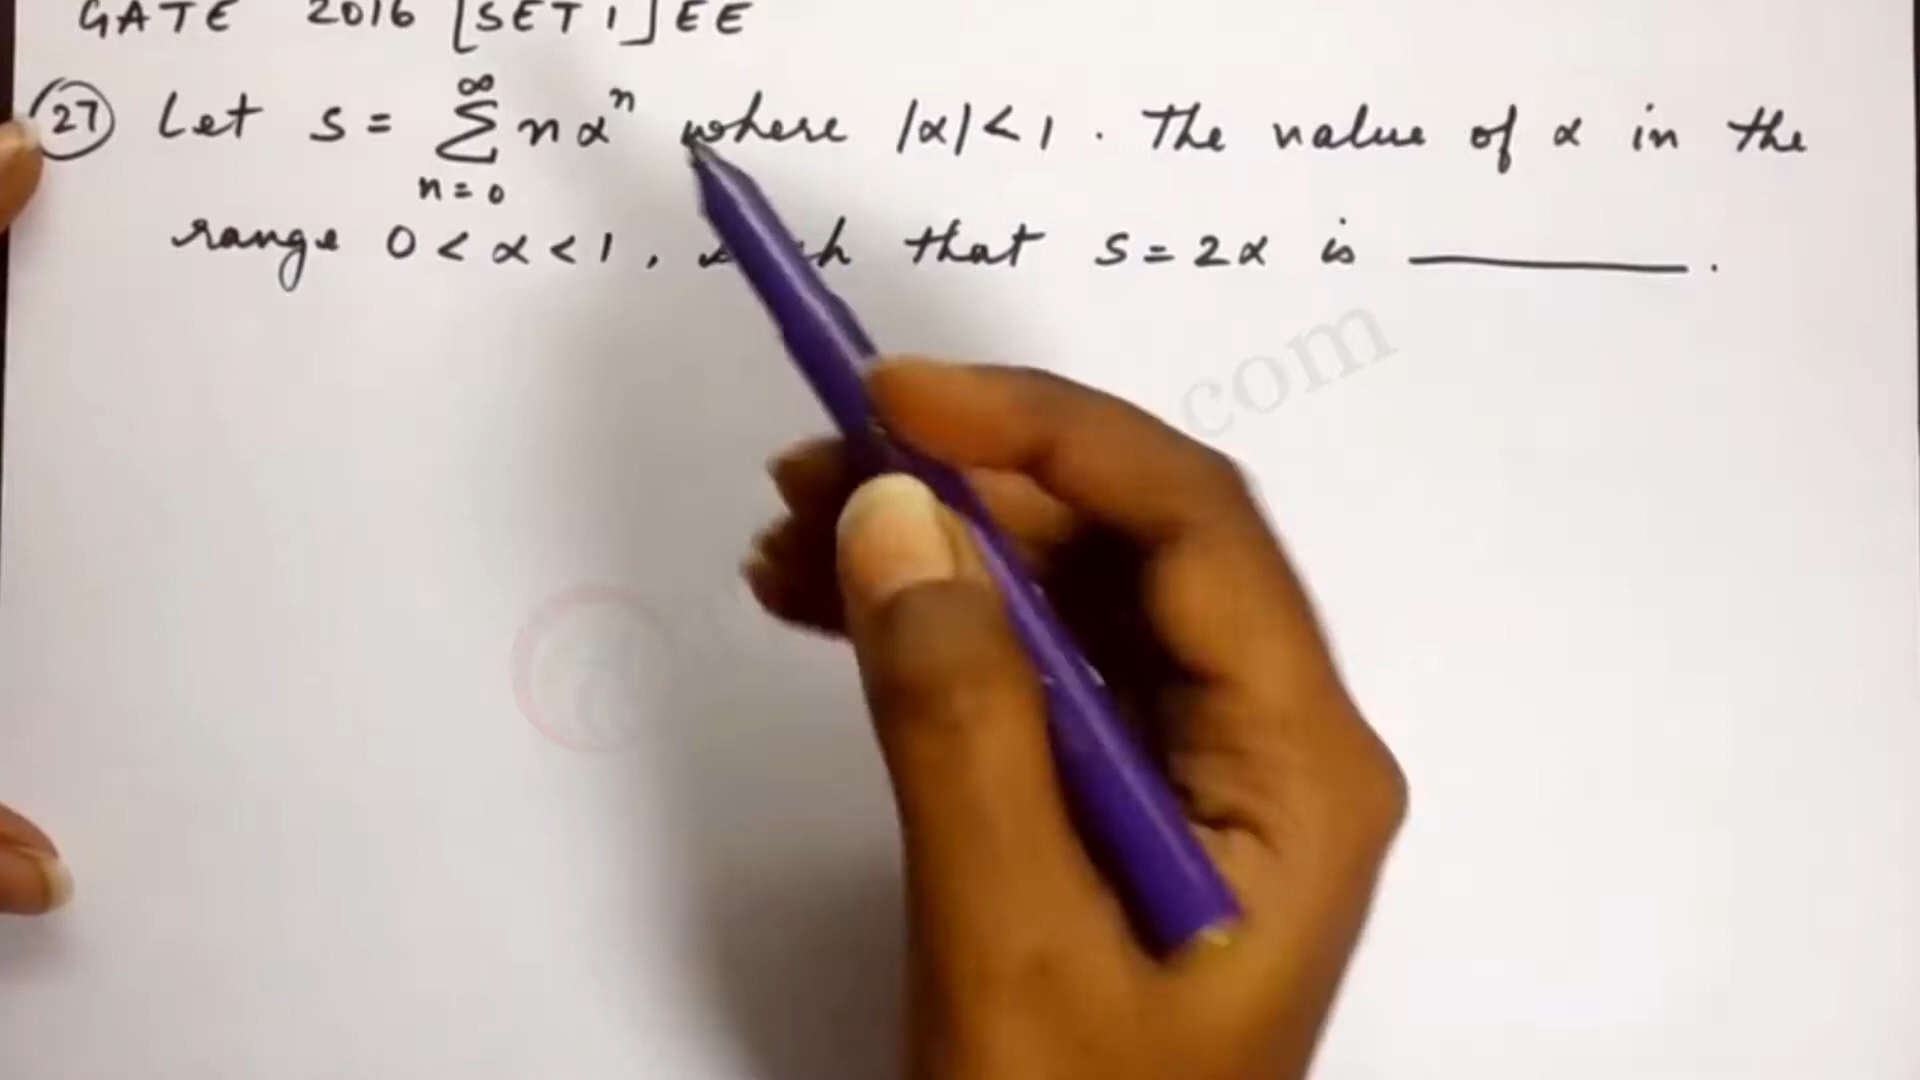 GATE 2016 [SET 1] EE
27 Let S = ∞ Σ n=0 nα^n where |α| < 1 . The value of α in the
range 0 < α < 1 , that S = 2α is ______ .
com